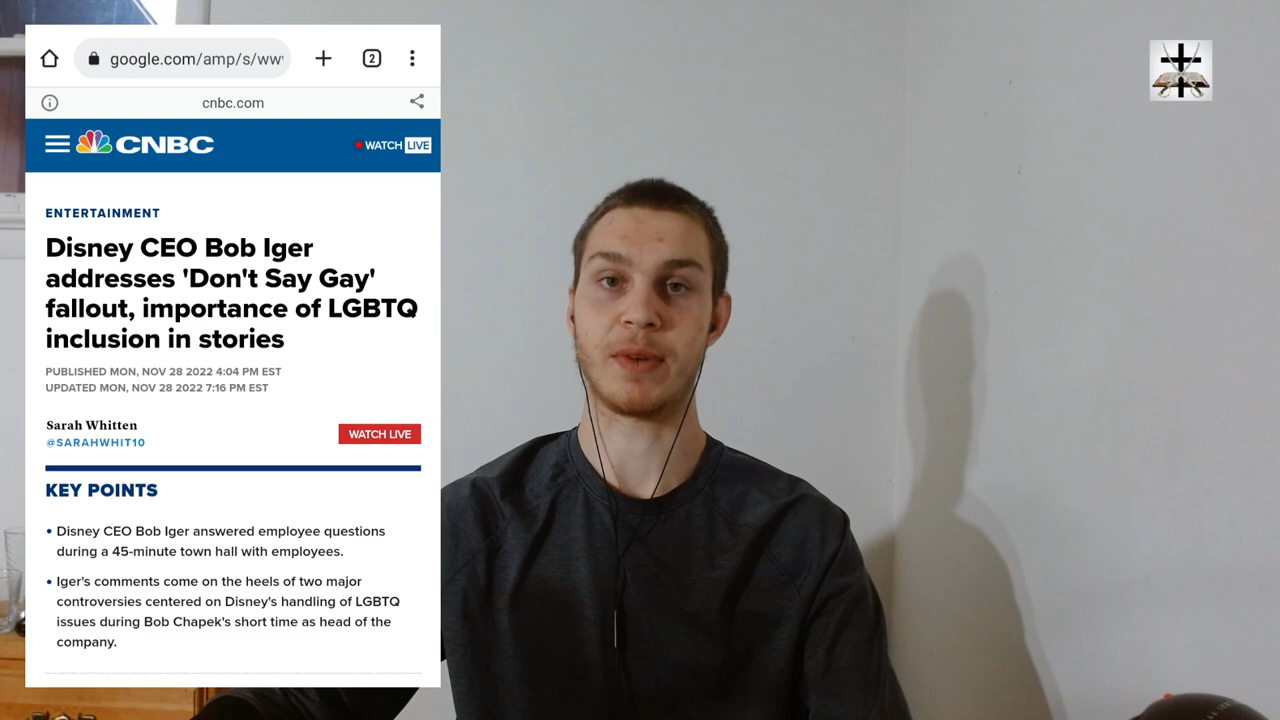 google.com/amp/s/ww
2
cnbc.com
CNBC
WATCH LIVE
ENTERTAINMENT
Disney CEO Bob Iger
addresses 'Don't Say Gay'
fallout, importance of LGBTQ
inclusion in stories
PUBLISHED MON, NOV 28 2022 4:04 PM EST
UPDATED MON, NOV 28 2022 7:16 PM EST
Sarah Whitten
@SARAHWHIT10
WATCH LIVE
KEY POINTS
• Disney CEO Bob Iger answered employee questions
during a 45-minute town hall with employees.
• Iger's comments come on the heels of two major
controversies centered on Disney's handling of LGBTQ
issues during Bob Chapek's short time as head of the
company.